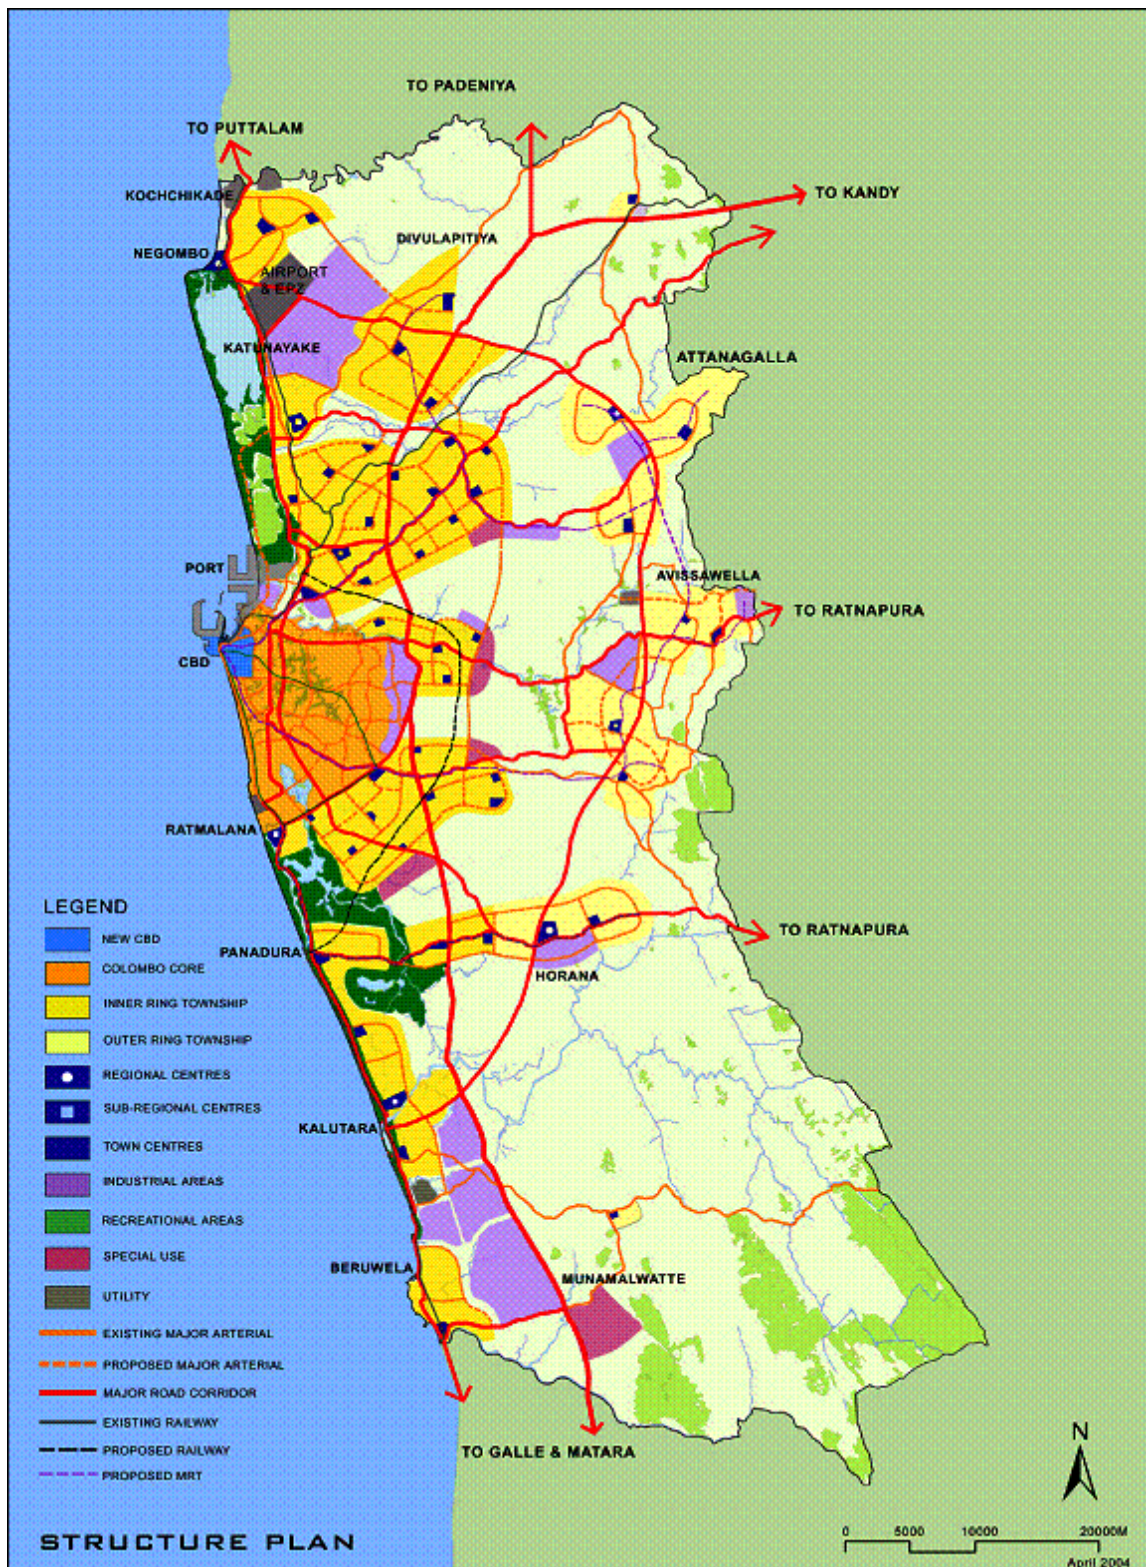 TO PADENIYA
TO PUTTALAM
KOCHCHIKADE
TO KANDY
DIVULAPITIYA
NEGOMBO
AIRPORT
& EPZ
KATUNAYAKE
ATTANAGALLA
PORT
AVISSAWELLA
TO RATNAPURA
CBD
RATMALANA
LEGEND
NEW CBD
COLOMBO CORE
INNER RING TOWNSHIP
OUTER RING TOWNSHIP
REGIONAL CENTRES
SUB-REGIONAL CENTRES
TOWN CENTRES
INDUSTRIAL AREAS
RECREATIONAL AREAS
SPECIAL USE
UTILITY
EXISTING MAJOR ARTERIAL
PROPOSED MAJOR ARTERIAL
MAJOR ROAD CORRIDOR
EXISTING RAILWAY
PROPOSED RAILWAY
PROPOSED MRT
PANADURA
TO RATNAPURA
HORANA
KALUTARA
BERUWELA
MUNAMALWATTE
TO GALLE & MATARA
N
STRUCTURE PLAN
0 5000 10000 20000M
April 2004